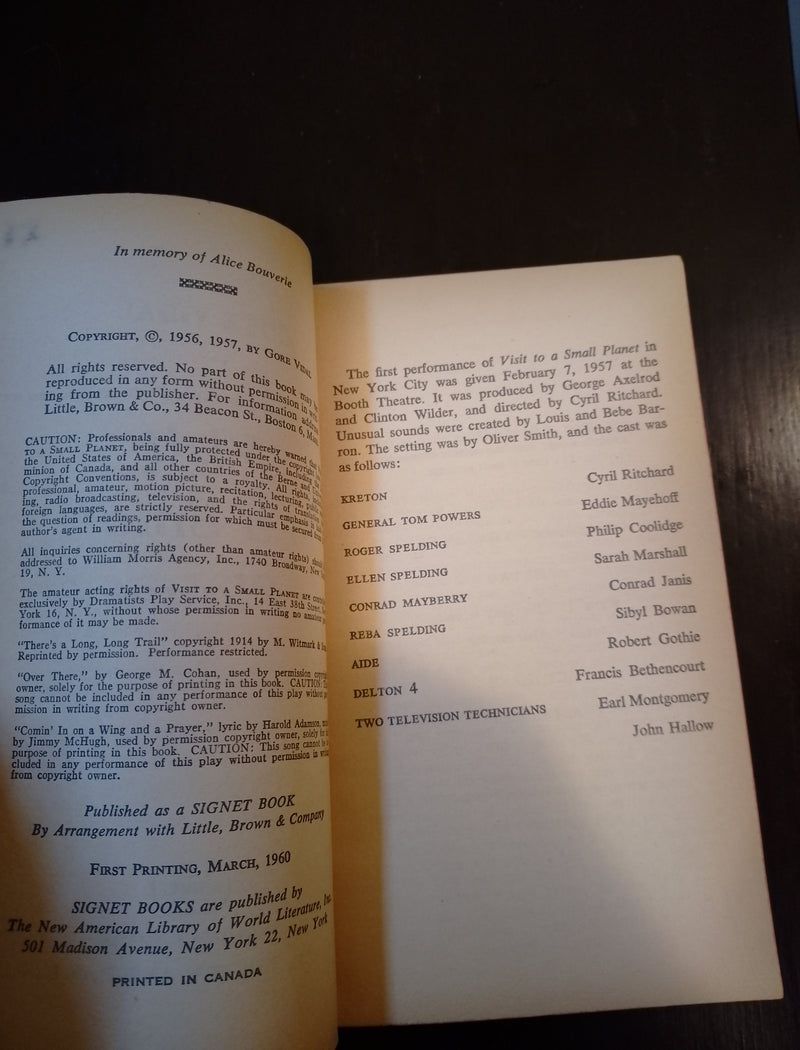 In memory of Alice Bouverie
COPYRIGHT, ©, 1956, 1957, BY GORE VIDAL
All rights reserved. No part of this book may be
reproduced in any form without permission in writ-
ing from the publisher. For information address
Little, Brown & Co., 34 Beacon St., Boston 6, Mass
CAUTION: Professionals and amateurs are hereby warned that
TO A SMALL PLANET, being fully protected under the copyright
the United States of America, the British Empire, including the
minion of Canada, and all other countries of the Berne and
Copyright Conventions, is subject to a royalty. All rights,
professional, amateur, motion picture, recitation, lecturing, public
ing, radio broadcasting, television, and the rights of translation
foreign languages, are strictly reserved. Particular emphasis is
the question of readings, permission for which must be secured from
author's agent in writing.
All inquiries concerning rights (other than amateur rights)
addressed to William Morris Agency, Inc., 1740 Broadway, New
19, N. Y.
The amateur acting rights of VISIT TO A SMALL PLANET are
exclusively by Dramatists Play Service, Inc., 14 East 38th Street,
York 16, N. Y., without whose permission in writing no amateur
formance of it may be made.
"There's a Long, Long Trail" copyright 1914 by M. Witmark &
Reprinted by permission. Performance restricted.
"Over There," by George M. Cohan, used by permission
owner, solely for the purpose of printing in this book. CAUTION:
song cannot be included in any performance of this play without
mission in writing from copyright owner.
"Comin' In on a Wing and a Prayer," lyric by Harold Adamson,
by Jimmy McHugh, used by permission copyright owner, solely
purpose of printing in this book. CAUTION: This song cannot be
cluded in any performance of this play without permission in
from copyright owner.
Published as a SIGNET BOOK
By Arrangement with Little, Brown & Company
FIRST PRINTING, MARCH, 1960
SIGNET BOOKS are published by
The New American Library of World Literature, Inc.
501 Madison Avenue, New York 22, New York
PRINTED IN CANADA
The first performance of Visit to a Small Planet in
New York City was given February 7, 1957 at the
Booth Theatre. It was produced by George Axelrod
and Clinton Wilder, and directed by Cyril Ritchard.
Unusual sounds were created by Louis and Bebe Bar-
ron. The setting was by Oliver Smith, and the cast was
as follows:
KRETON Cyril Ritchard
GENERAL TOM POWERS Eddie Mayehoff
ROGER SPELDING Philip Coolidge
ELLEN SPELDING Sarah Marshall
CONRAD MAYBERRY Conrad Janis
REBA SPELDING Sibyl Bowan
AIDE Robert Gothie
DELTON 4 Francis Bethencourt
TWO TELEVISION TECHNICIANS Earl Montgomery
John Hallow